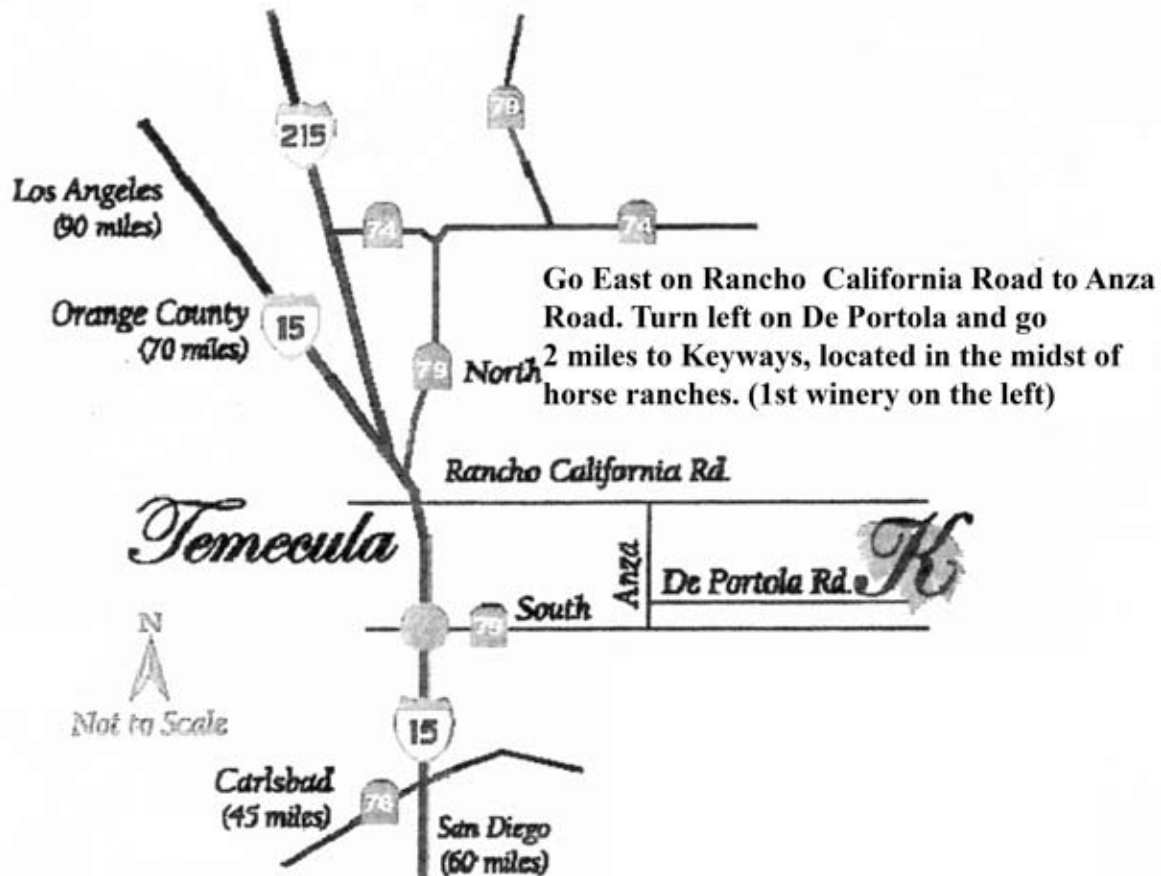 215
79
Los Angeles
(90 miles)
74
74
Go East on Rancho California Road to Anza
Road. Turn left on De Portola and go
2 miles to Keyways, located in the midst of
horse ranches. (1st winery on the left)
Orange County
(70 miles)
15
79 North
Rancho California Rd.
Temecula
Anza
De Portola Rd.
K
79 South
N
Not to Scale
15
Carlsbad
(45 miles)
78
San Diego
(60 miles)